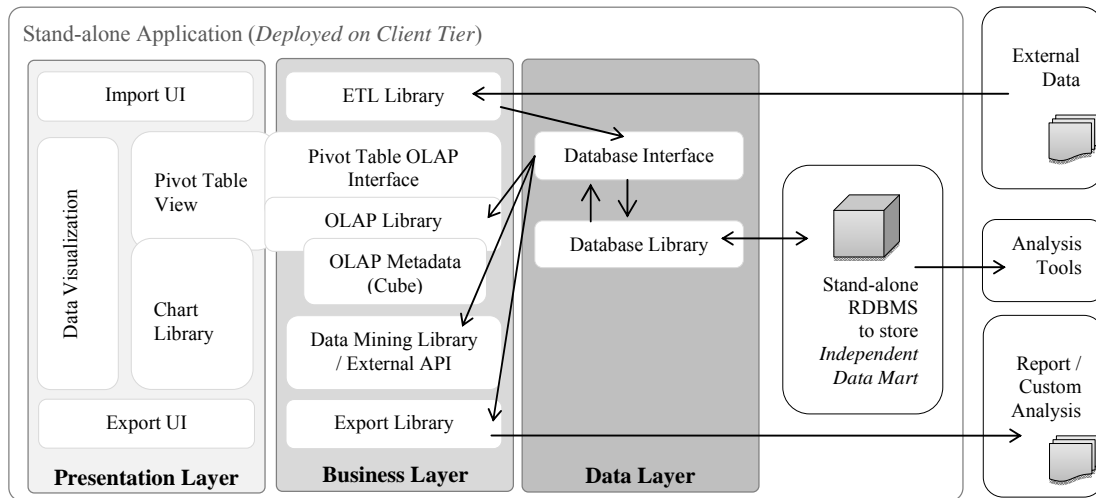 Stand-alone Application (Deployed on Client Tier)
Import UI
Data Visualization
Pivot Table
View
Chart
Library
Export UI
Presentation Layer
ETL Library
Pivot Table OLAP
Interface
OLAP Library
OLAP Metadata
(Cube)
Data Mining Library
/ External API
Export Library
Business Layer
Database Interface
Database Library
Data Layer
Stand-alone
RDBMS
to store
Independent
Data Mart
External
Data
Analysis
Tools
Report /
Custom
Analysis